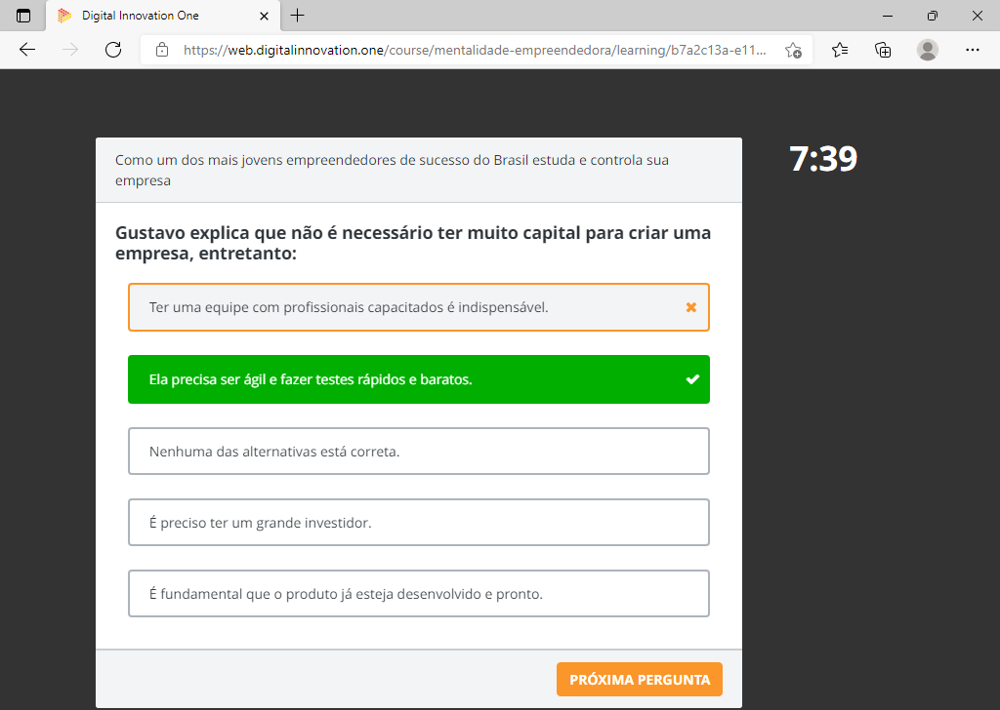 Digital Innovation One
https://web.digitalinnovation.one/course/mentalidade-empreendedora/learning/b7a2c13a-e11...
Como um dos mais jovens empreendedores de sucesso do Brasil estuda e controla sua
empresa
7:39
Gustavo explica que não é necessário ter muito capital para criar uma
empresa, entretanto:
Ter uma equipe com profissionais capacitados é indispensável.
Ela precisa ser ágil e fazer testes rápidos e baratos.
Nenhuma das alternativas está correta.
É preciso ter um grande investidor.
É fundamental que o produto já esteja desenvolvido e pronto.
PRÓXIMA PERGUNTA